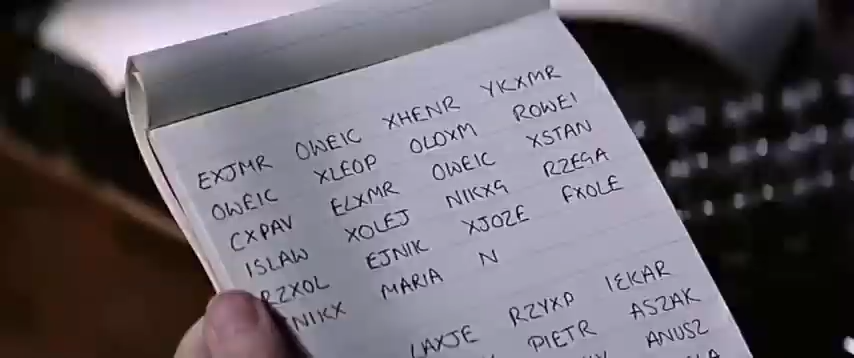 EXJMR OWEIC XHENR YKXMR
OWEIC XLEOP OLOXM ROWEI
CXPAV ELXMR OWEIC XSTAN
ISLAW XOLEJ NIKXG RZEGA
RZXOL EJNIK XJOZE FXOLE
NIKX MARIA N
LAXJE RZYXP IEKAR
PIETR ASZAK
ANUSZ